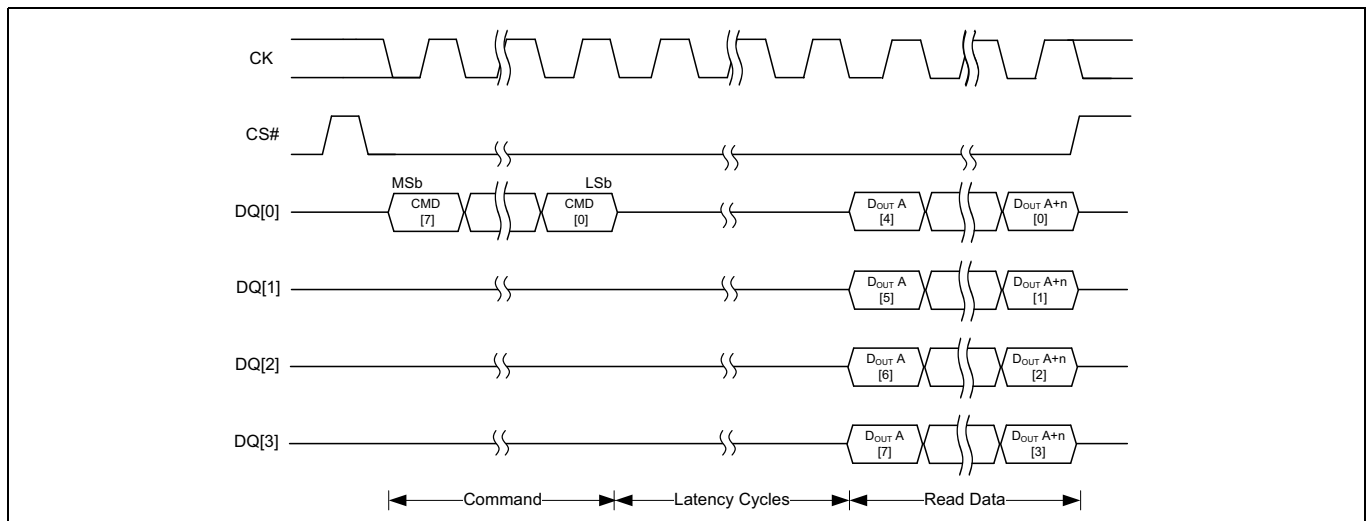 CK
CS#
MSb LSb
DQ[0] CMD [7] CMD [0] DOUT A [4] DOUT A+n [0]
DQ[1] DOUT A [5] DOUT A+n [1]
DQ[2] DOUT A [6] DOUT A+n [2]
DQ[3] DOUT A [7] DOUT A+n [3]
Command Latency Cycles Read Data